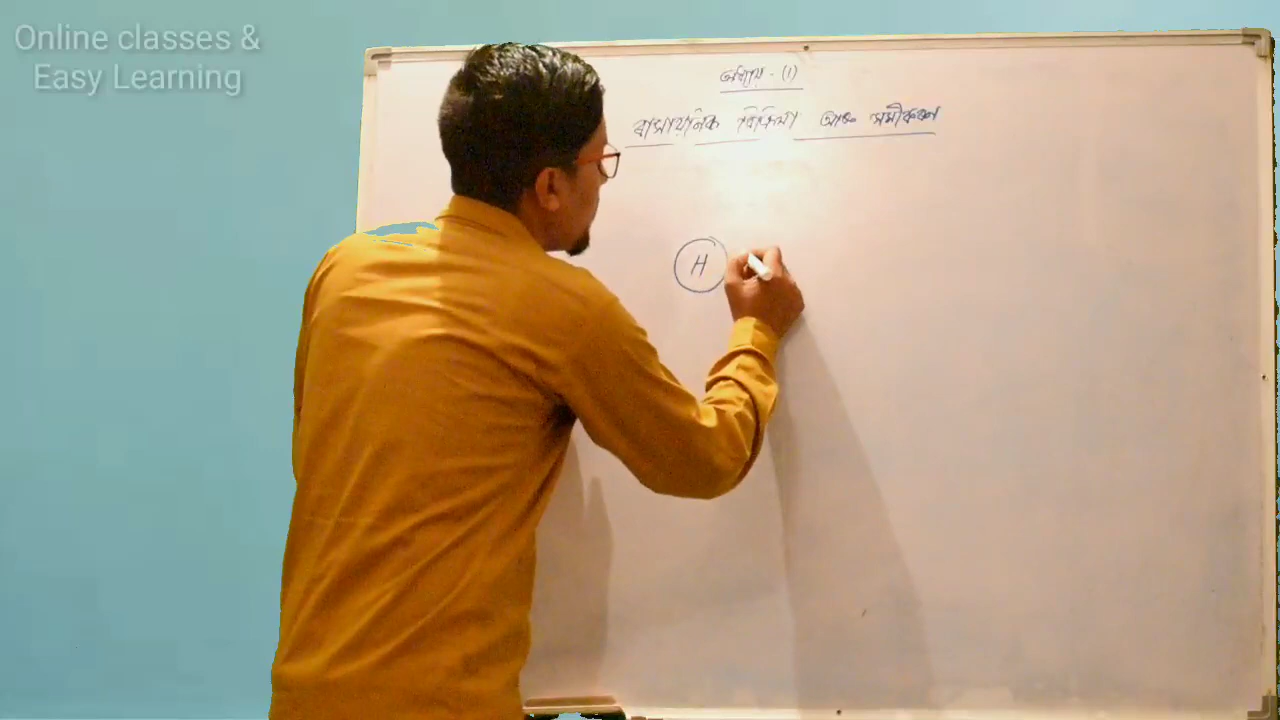 Online classes &
Easy Learning
অধ্যায় - (1)
ৰাসায়নিক বিক্ৰিয়া আৰু সমীকৰণ
H